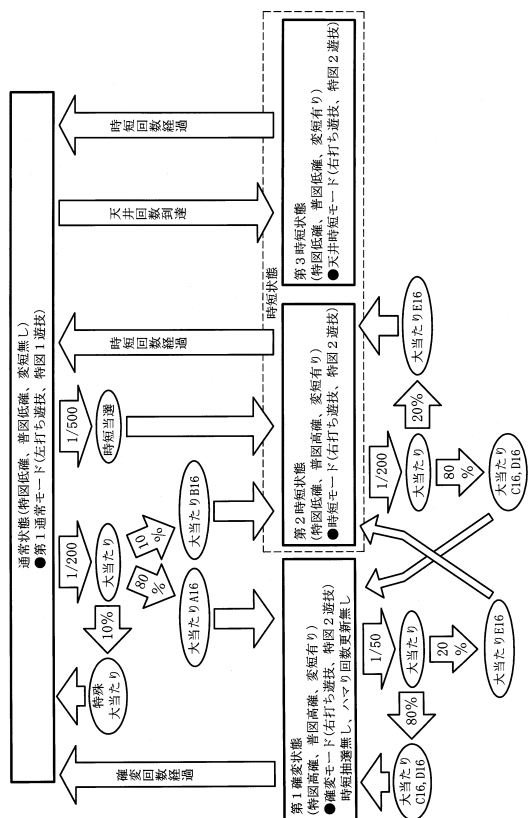 通常状態(特図低確、普図低確、変短無し)
●第1通常モード(左打ち遊技、特図1遊技)
確変回数経過
特殊
大当たり
10%
1/200
大当たり
80
%
10
%
大当たりA16
大当たりB16
1/500
時短当選
時短回数経過
天井回数到達
時短回数経過
時短状態
第1確変状態
(特図高確、普図高確、変短有り)
●確変モード(右打ち遊技、特図2遊技)
時短抽選無し、ハマり回数更新無し
第2時短状態
(特図低確、普図高確、変短有り)
●時短モード(右打ち遊技、特図2遊技)
第3時短状態
(特図低確、普図低確、変短有り)
●天井時短モード(右打ち遊技、特図2遊技)
大当たり
C16, D16
80%
1/50
大当たり
20
%
大当たりE16
1/200
大当たり
20%
大当たりE16
80
%
大当たり
C16, D16